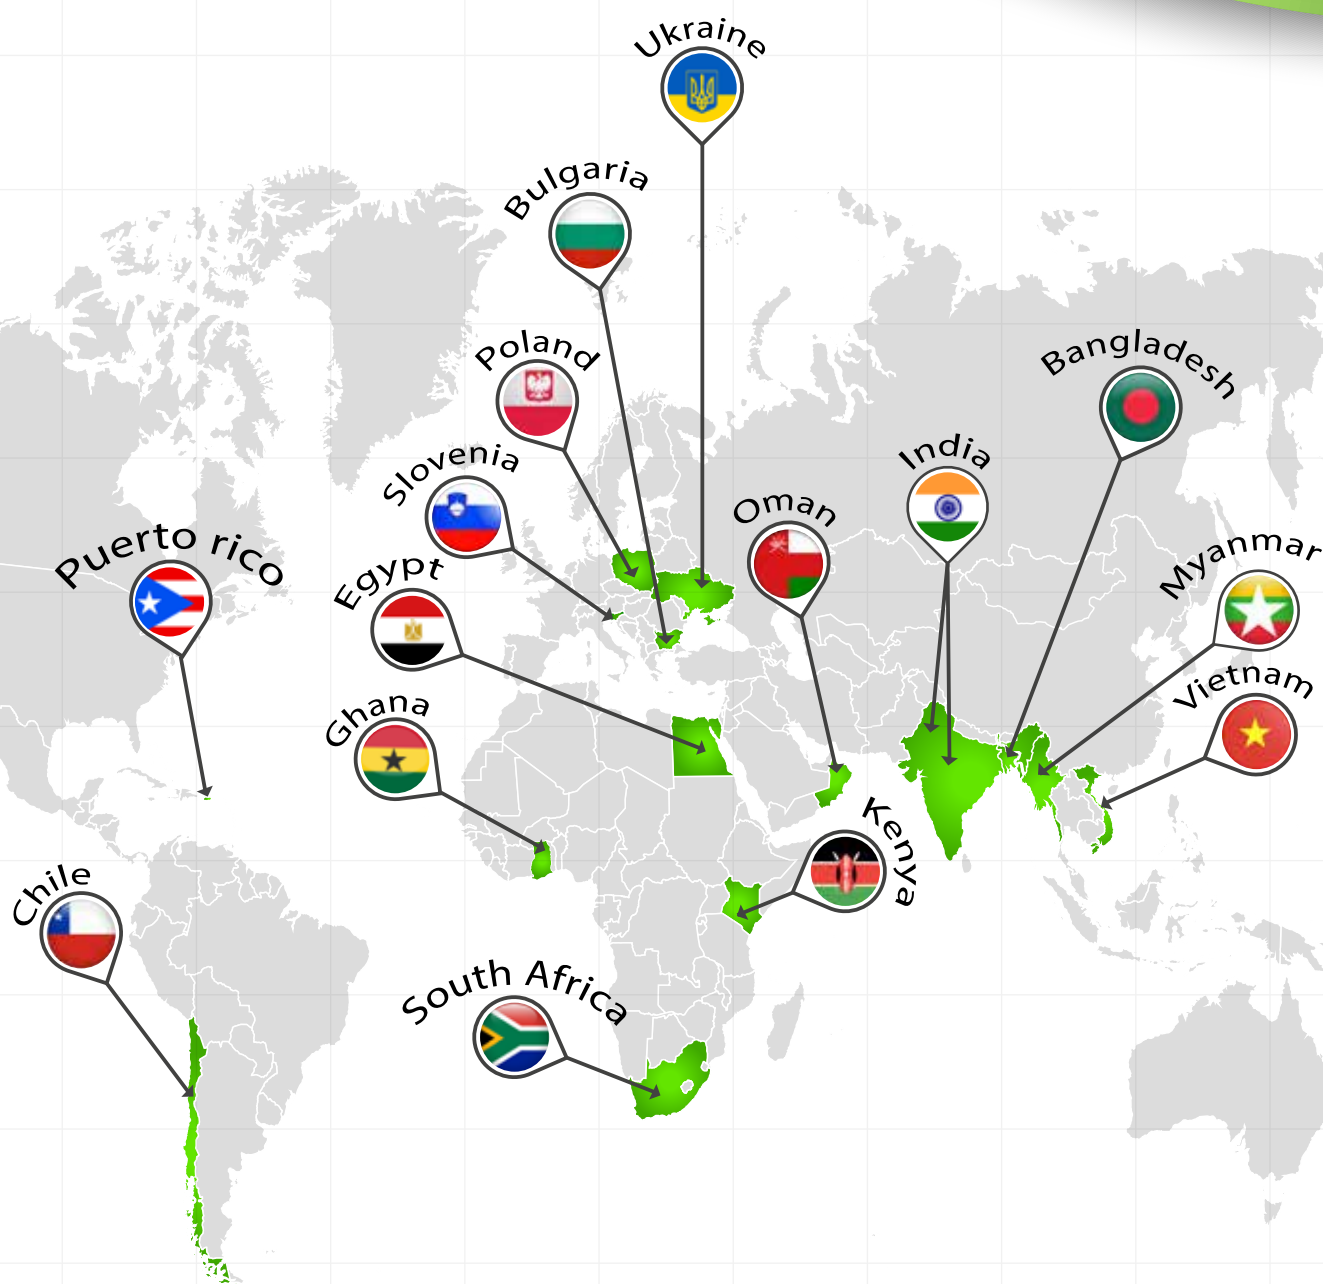 Ukraine
Bulgaria
Poland
Bangladesh
Slovenia
India
Oman
Puerto rico
Egypt
Myanmar
Ghana
Vietnam
Kenya
Chile
South Africa